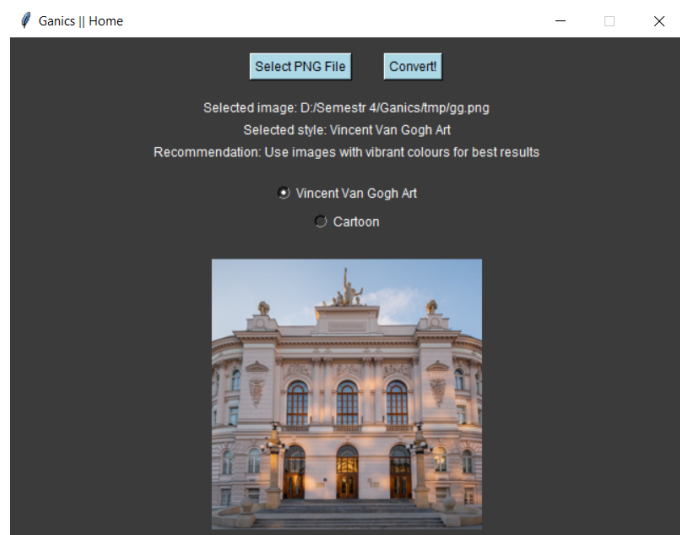 Ganics || Home
Select PNG File Convert!
Selected image: D:/Semestr 4/Ganics/tmp/gg.png
Selected style: Vincent Van Gogh Art
Recommendation: Use images with vibrant colours for best results
Vincent Van Gogh Art
Cartoon